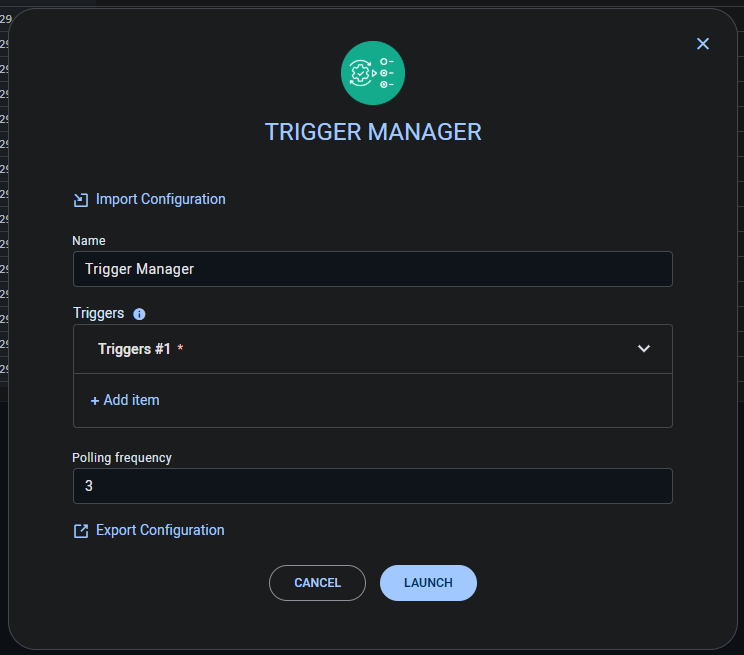 TRIGGER MANAGER
Import Configuration
Name
Trigger Manager
Triggers
Triggers #1 *
+ Add item
Polling frequency
3
Export Configuration
CANCEL
LAUNCH